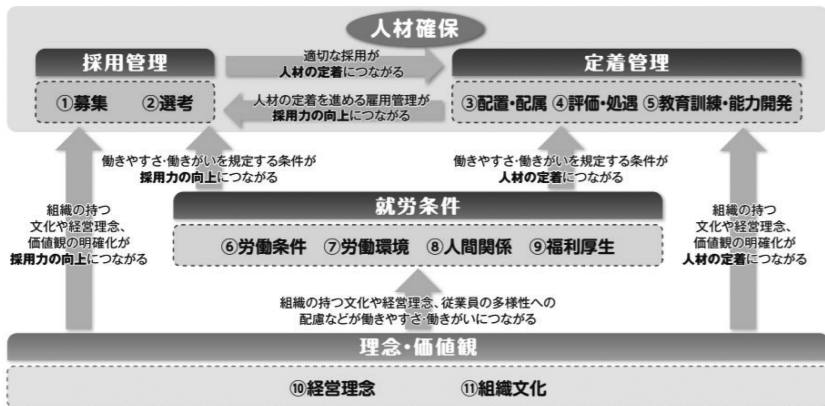 人材確保
採用管理
①募集 ②選考
適切な採用が
人材の定着につながる
人材の定着を進める雇用管理が
採用力の向上につながる
定着管理
③配置・配属 ④評価・処遇 ⑤教育訓練・能力開発
働きやすさ・働きがいを規定する条件が
採用力の向上につながる
働きやすさ・働きがいを規定する条件が
人材の定着につながる
組織の持つ
文化や経営理念、
価値観の明確化が
採用力の向上につながる
就労条件
⑥労働条件 ⑦労働環境 ⑧人間関係 ⑨福利厚生
組織の持つ
文化や経営理念、
価値観の明確化が
人材の定着につながる
組織の持つ文化や経営理念、従業員の多様性への
配慮などが働きやすさ・働きがいにつながる
理念・価値観
⑩経営理念 ⑪組織文化